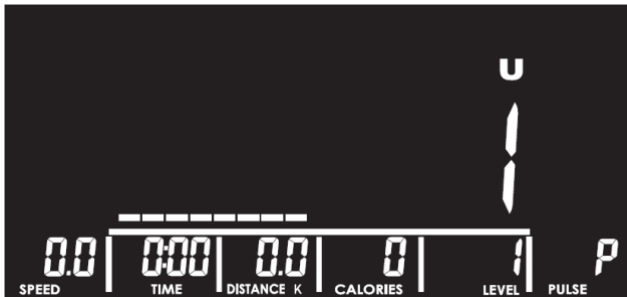 U
1
0.0 0:00 0.0 0 1 P
SPEED TIME DISTANCE K CALORIES LEVEL PULSE